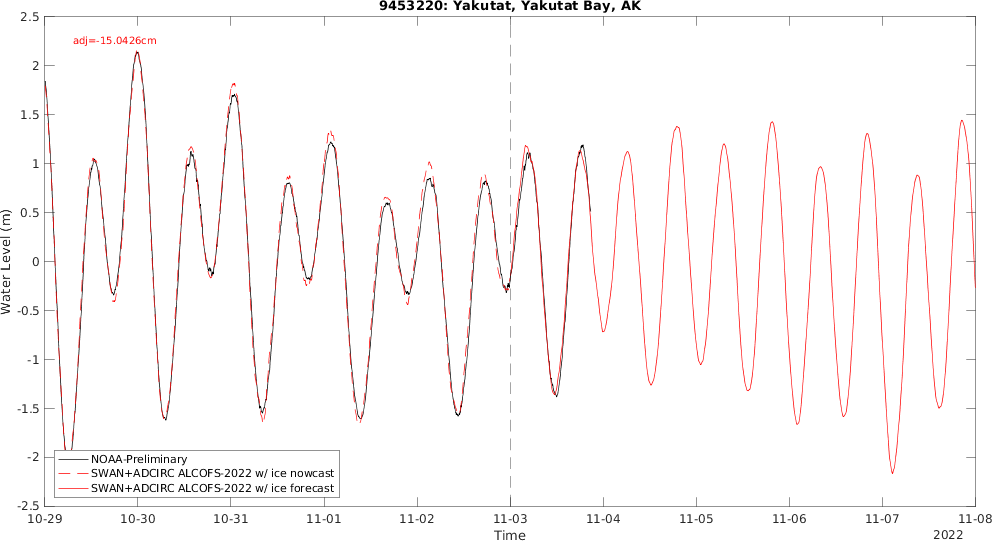 9453220: Yakutat, Yakutat Bay, AK
adj=-15.0426cm
2.5
2
1.5
1
0.5
0
-0.5
-1
-1.5
-2
-2.5
Water Level (m)
NOAA-Preliminary
SWAN+ADCIRC ALCOFS-2022 w/ ice nowcast
SWAN+ADCIRC ALCOFS-2022 w/ ice forecast
10-29 10-30 10-31 11-01 11-02 11-03 11-04 11-05 11-06 11-07 11-08
Time
2022